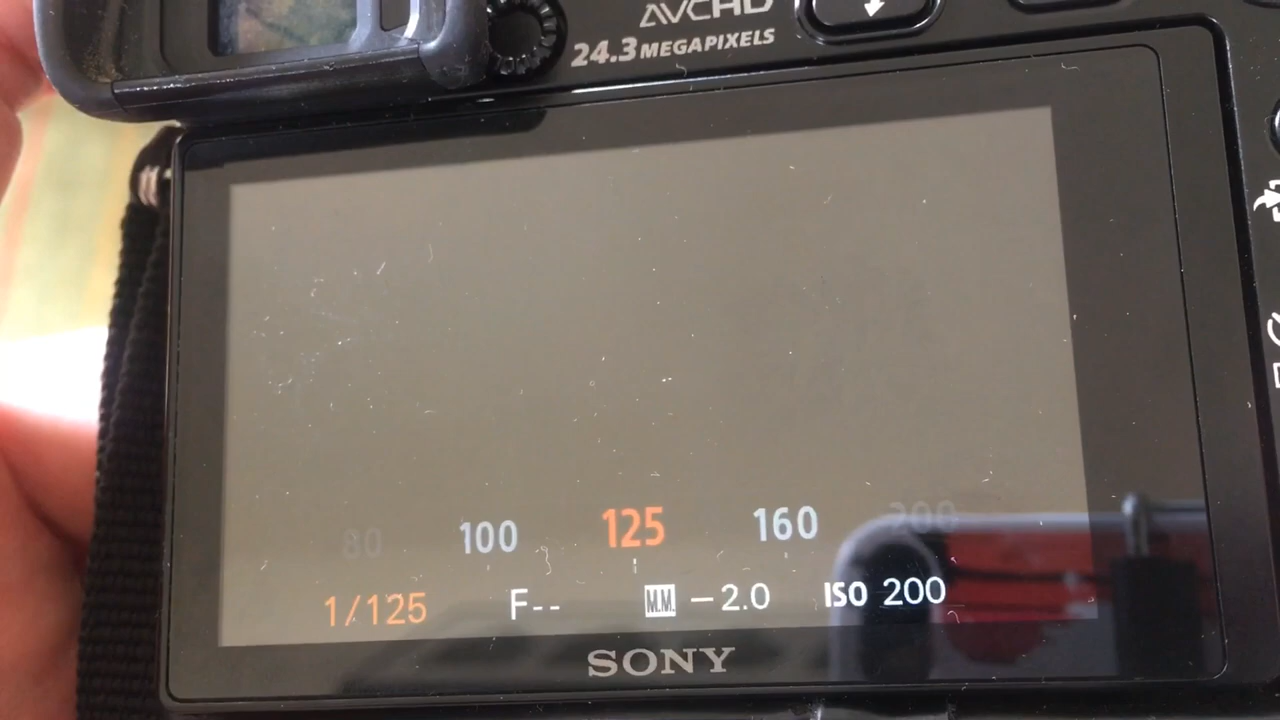 AVCHD
24.3 MEGAPIXELS
80 100 125 160 200
1/125 F-- M.M. －2.0 ISO 200
SONY